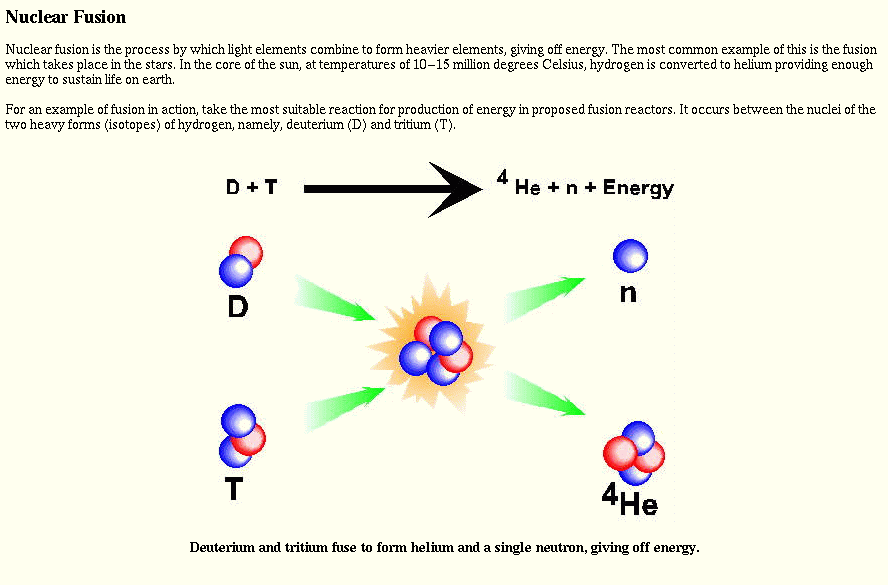 Nuclear Fusion
Nuclear fusion is the process by which light elements combine to form heavier elements, giving off energy. The most common example of this is the fusion
which takes place in the stars. In the core of the sun, at temperatures of 10–15 million degrees Celsius, hydrogen is converted to helium providing enough
energy to sustain life on earth.
For an example of fusion in action, take the most suitable reaction for production of energy in proposed fusion reactors. It occurs between the nuclei of the
two heavy forms (isotopes) of hydrogen, namely, deuterium (D) and tritium (T).
D + T 4 He + n + Energy
D
n
T
4He
Deuterium and tritium fuse to form helium and a single neutron, giving off energy.